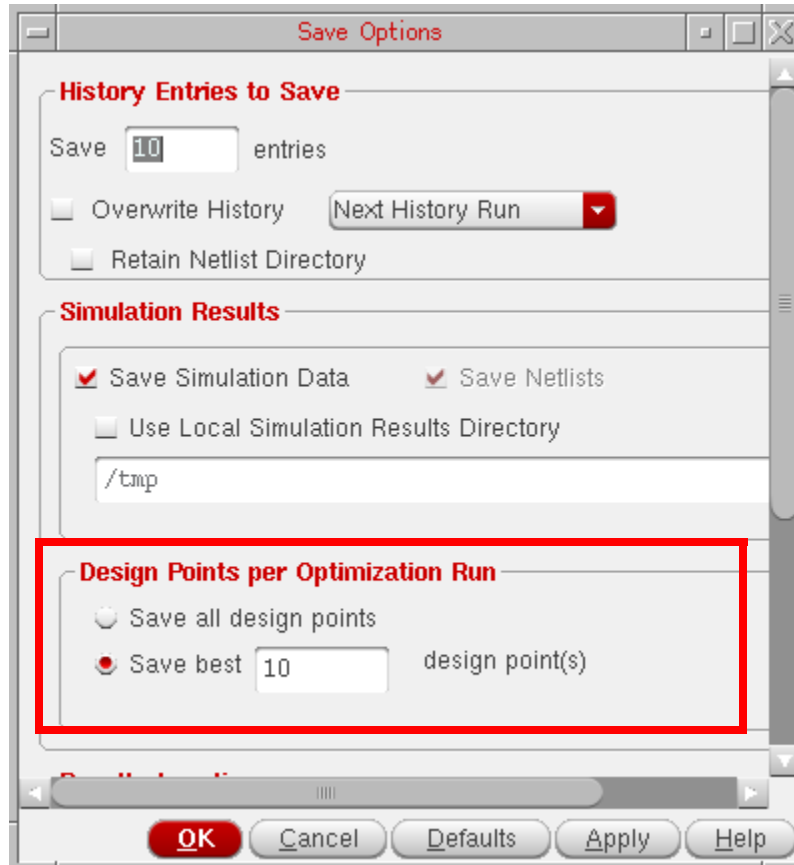 Save Options
History Entries to Save
Save 10 entries
Overwrite History Next History Run
Retain Netlist Directory
Simulation Results
Save Simulation Data Save Netlists
Use Local Simulation Results Directory
/tmp
Design Points per Optimization Run
Save all design points
Save best 10 design point(s)
OK Cancel Defaults Apply Help